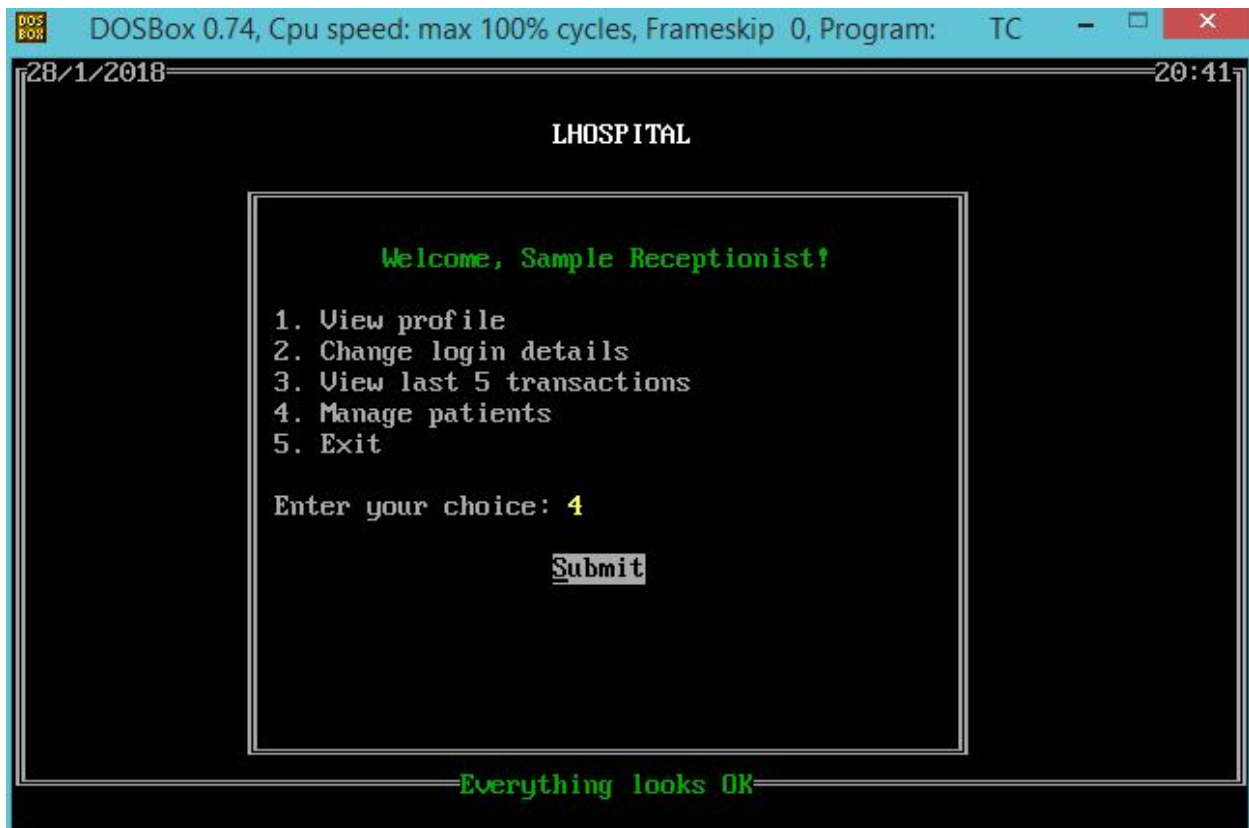 DOSBox 0.74, Cpu speed: max 100% cycles, Frameskip 0, Program: TC
28/1/2018 20:41
LHOSPITAL
Welcome, Sample Receptionist!
1. View profile
2. Change login details
3. View last 5 transactions
4. Manage patients
5. Exit
Enter your choice: 4
Submit
Everything looks OK